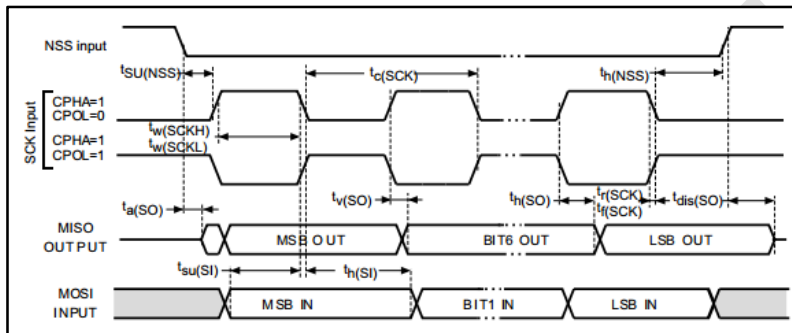 NSS input
tSU(NSS)
tc(SCK)
th(NSS)
SCK Input
CPHA=1
CPOL=0
tw(SCKH)
tw(SCKL)
CPHA=1
CPOL=1
ta(SO)
tv(SO)
th(SO)
tr(SCK)
tf(SCK)
tdis(SO)
MISO
OUTPUT
MSB OUT
BIT6 OUT
LSB OUT
tsu(SI)
th(SI)
MOSI
INPUT
MSB IN
BIT1 IN
LSB IN